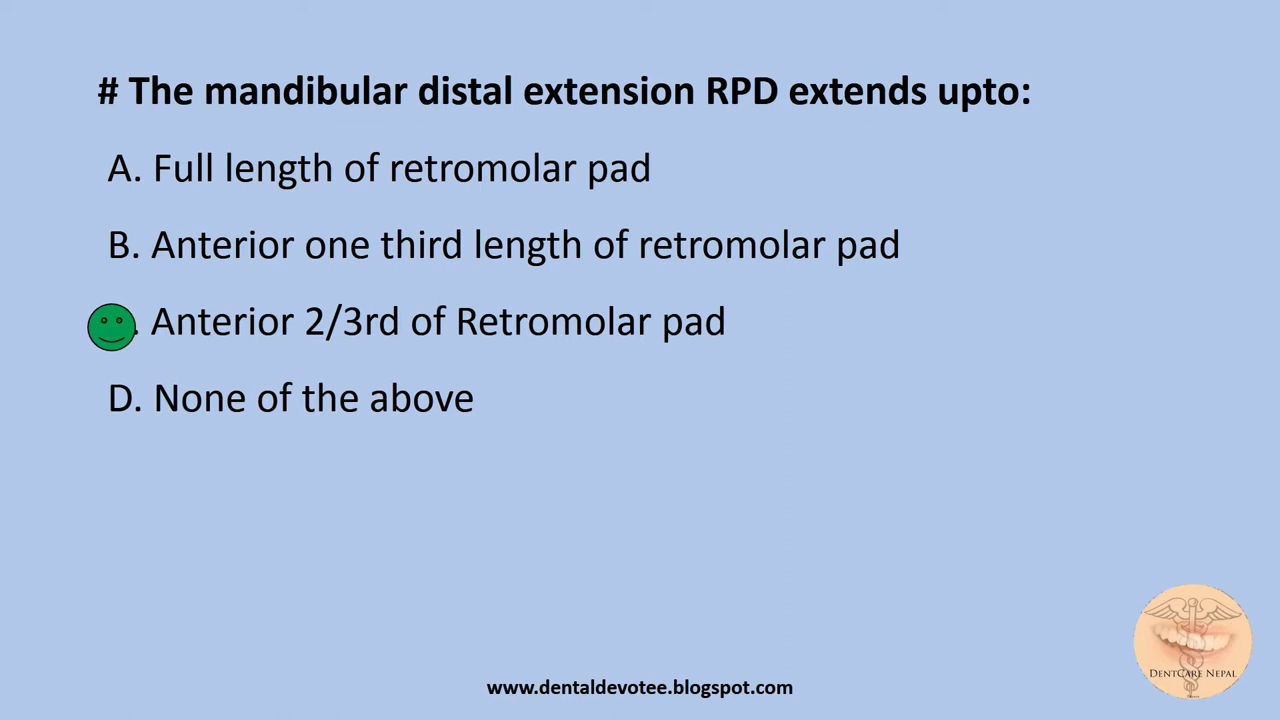 # The mandibular distal extension RPD extends upto:
A. Full length of retromolar pad
B. Anterior one third length of retromolar pad
. Anterior 2/3rd of Retromolar pad
D. None of the above
DENTCARE NEPAL
www.dentaldevotee.blogspot.com